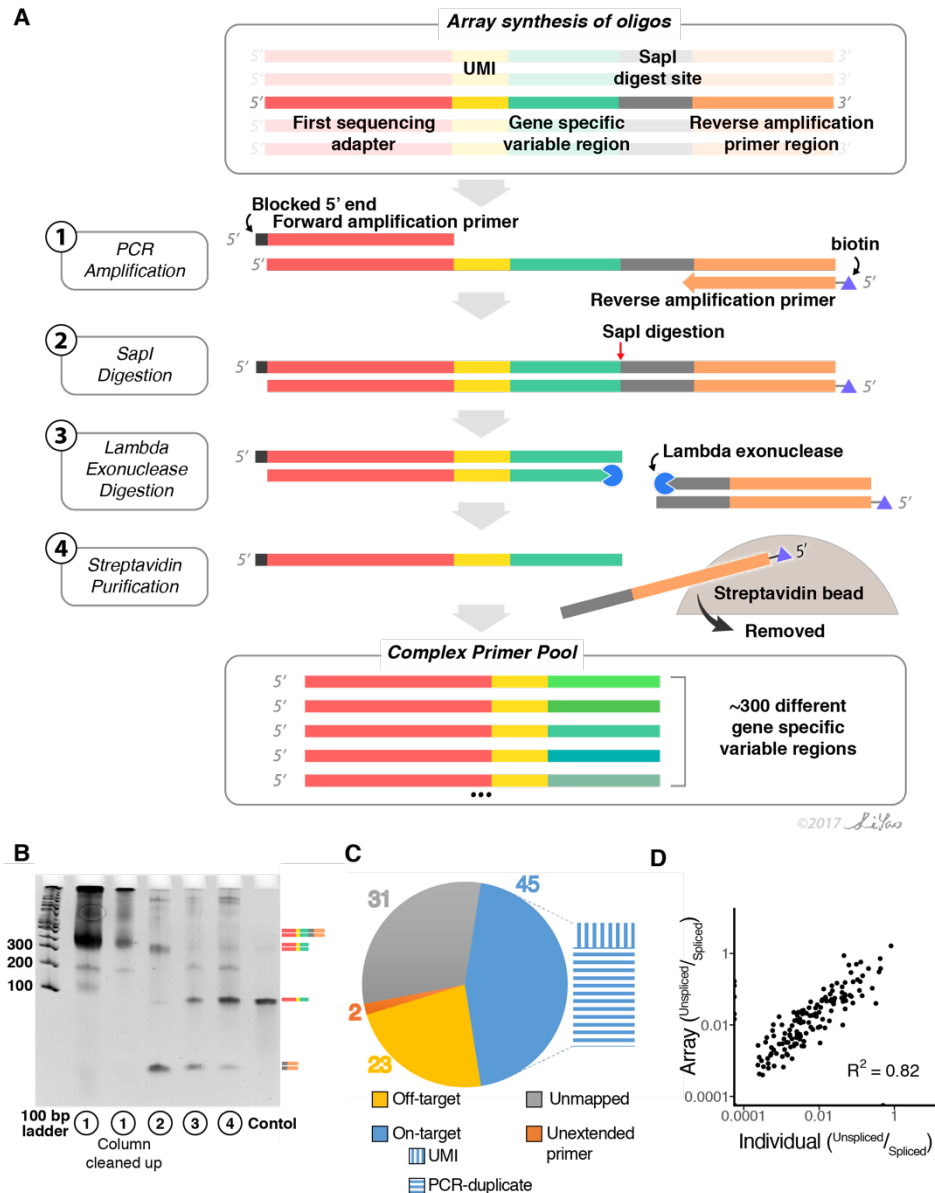 A
Array synthesis of oligos
5′ 3′
5′ 3′
5′ 3′
5′ 3′
5′ 3′
UMI
SapI
digest site
First sequencing
adapter
Gene specific
variable region
Reverse amplification
primer region
1
PCR
Amplification
Blocked 5′ end
Forward amplification primer
5′
5′
biotin
5′
Reverse amplification primer
2
SapI
Digestion
SapI digestion
5′
5′
3
Lambda
Exonuclease
Digestion
5′
Lambda exonuclease
5′
4
Streptavidin
Purification
5′
5′
Streptavidin bead
Removed
Complex Primer Pool
5′
5′
5′
5′
5′
•••
~300 different
gene specific
variable regions
©2017 LiYao
B
300
200
100
100 bp
ladder
1 1 2 3 4 Contol
Column
cleaned up
C
31
45
2
23
Off-target
Unmapped
On-target
Unextended
primer
UMI
PCR-duplicate
D
Array (Unspliced/Spliced)
1
0.01
0.0001
R² = 0.82
0.0001 0.01 1
Individual (Unspliced/Spliced)